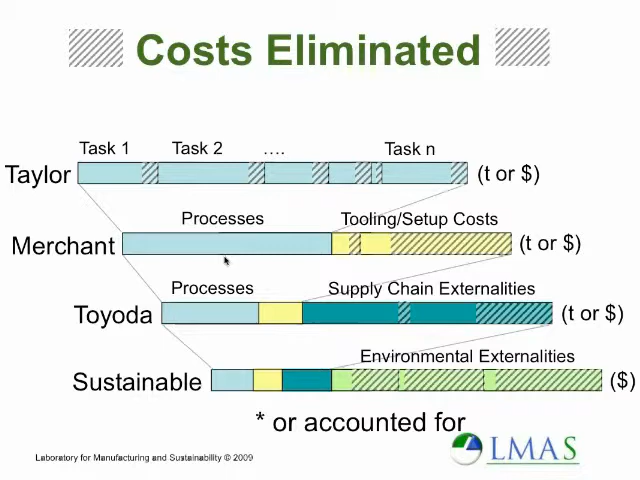 Costs Eliminated
Task 1 Task 2 .... Task n
Taylor (t or $)
Processes Tooling/Setup Costs
Merchant (t or $)
Processes Supply Chain Externalities
Toyoda (t or $)
Environmental Externalities
Sustainable ($)
* or accounted for
Laboratory for Manufacturing and Sustainability © 2009
LMAS